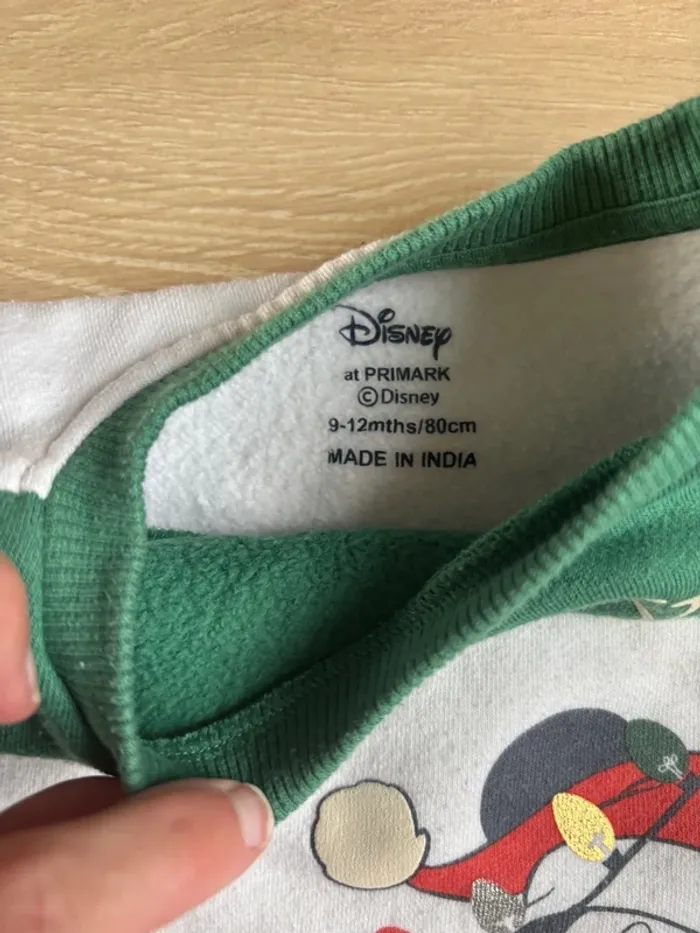 Disney
at PRIMARK
©Disney
9-12mths/80cm
MADE IN INDIA